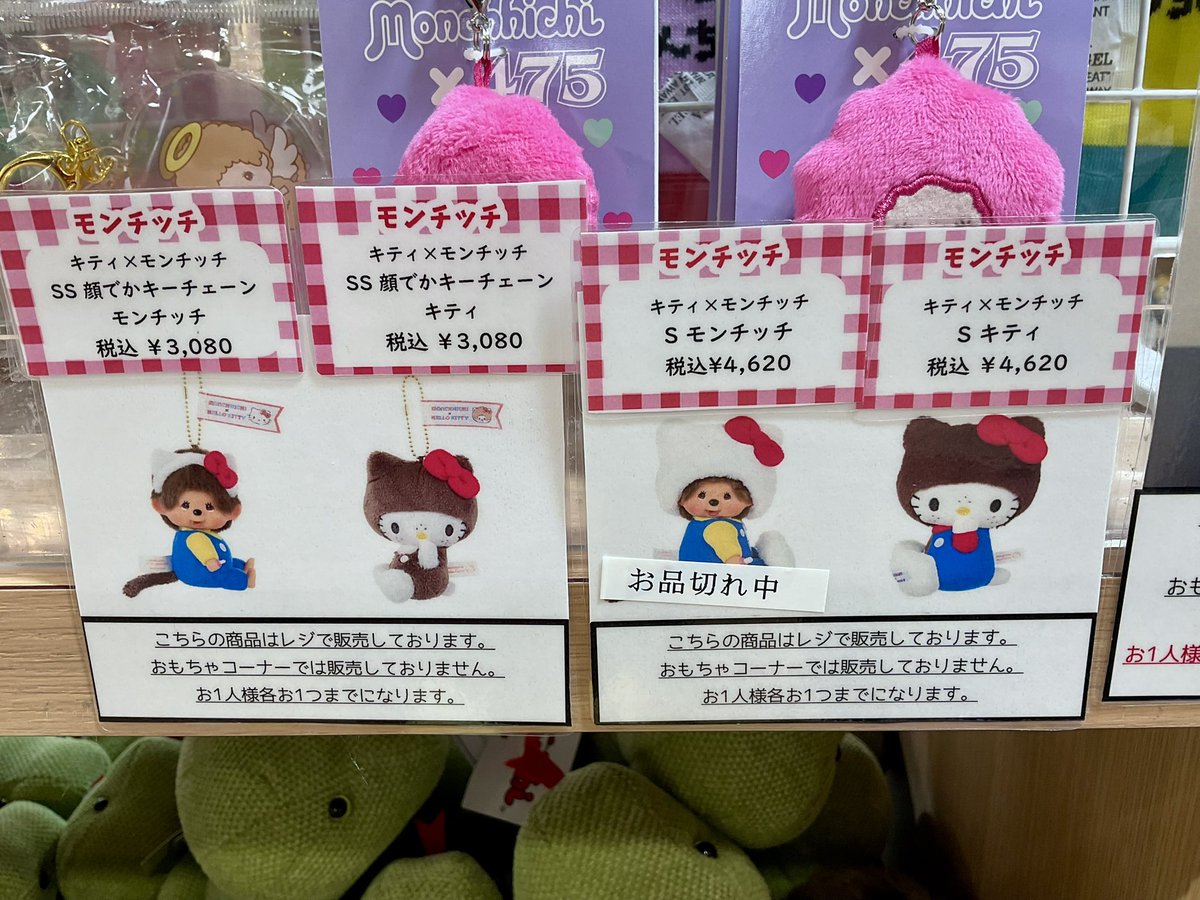 Monchhichi
×475
Monchhichi
×475
モンチッチ
キティ×モンチッチ
SS 顔でかキーチェーン
モンチッチ
税込 ¥3,080
モンチッチ
キティ×モンチッチ
SS 顔でかキーチェーン
キティ
税込 ¥3,080
モンチッチ
キティ×モンチッチ
S モンチッチ
税込¥4,620
モンチッチ
キティ×モンチッチ
S キティ
税込 ¥4,620
お品切れ中
こちらの商品はレジで販売しております。
おもちゃコーナーでは販売しておりません。
お1人様各お1つまでになります。
こちらの商品はレジで販売しております。
おもちゃコーナーでは販売しておりません。
お1人様各お1つまでになります。
おも
お1人様